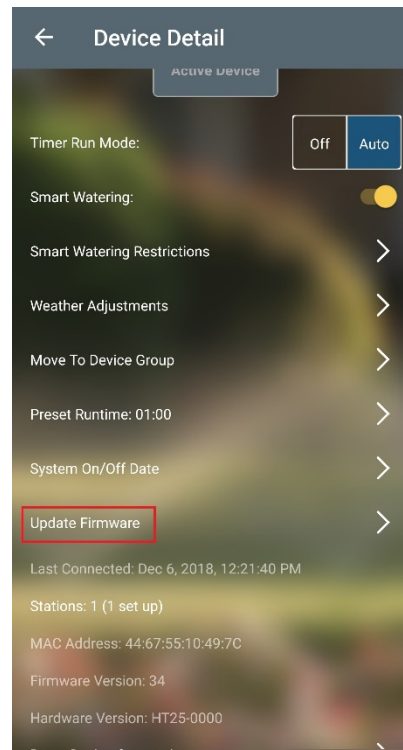 Device Detail
Active Device
Timer Run Mode:
Off
Auto
Smart Watering:
Smart Watering Restrictions
Weather Adjustments
Move To Device Group
Preset Runtime: 01:00
System On/Off Date
Update Firmware
Last Connected: Dec 6, 2018, 12:21:40 PM
Stations: 1 (1 set up)
MAC Address: 44:67:55:10:49:7C
Firmware Version: 34
Hardware Version: HT25-0000